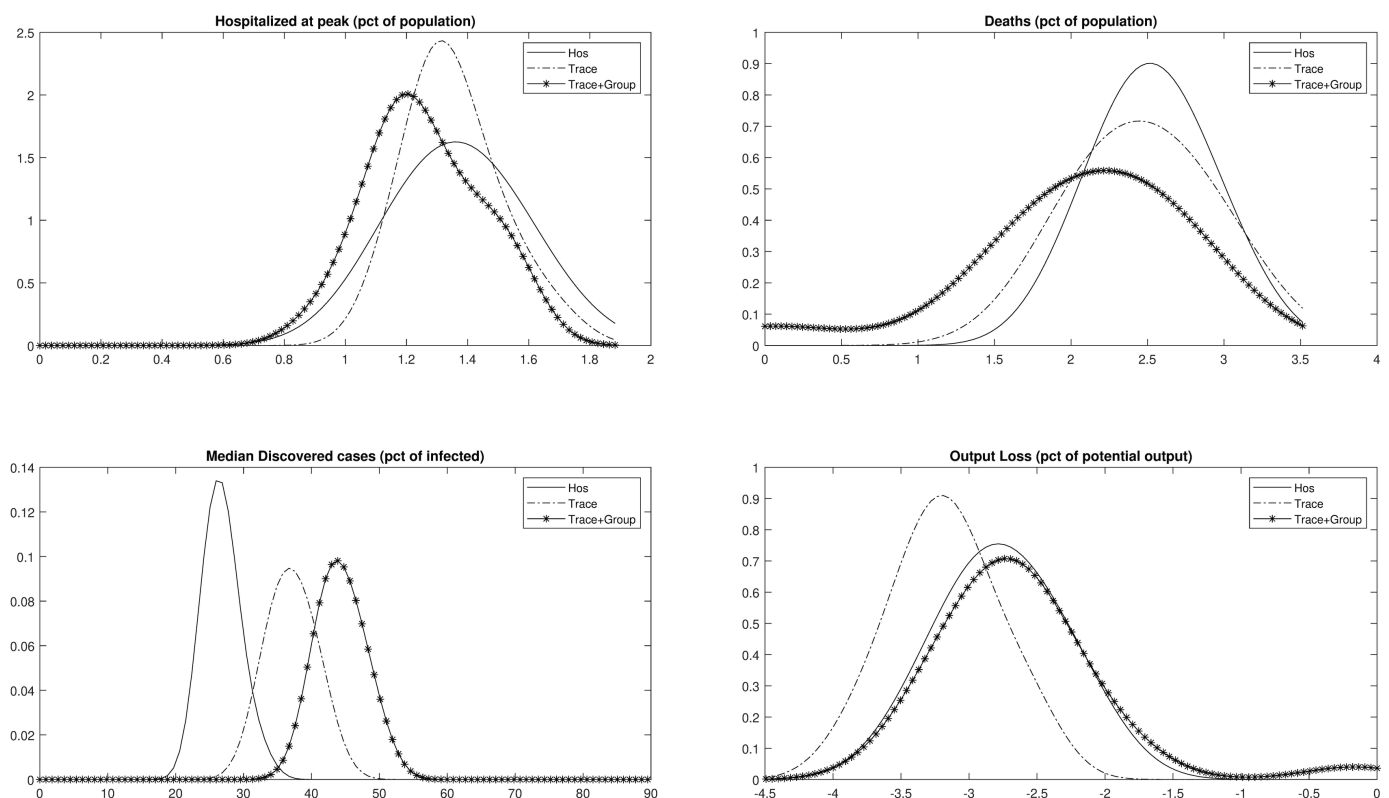 Hospitalized at peak (pct of population)
2.5
2
1.5
1
0.5
0
0 0.2 0.4 0.6 0.8 1 1.2 1.4 1.6 1.8 2
Hos
Trace
Trace+Group
Deaths (pct of population)
1
0.9
0.8
0.7
0.6
0.5
0.4
0.3
0.2
0.1
0
0 0.5 1 1.5 2 2.5 3 3.5 4
Hos
Trace
Trace+Group
Median Discovered cases (pct of infected)
0.14
0.12
0.1
0.08
0.06
0.04
0.02
0
0 10 20 30 40 50 60 70 80 90
Hos
Trace
Trace+Group
Output Loss (pct of potential output)
1
0.9
0.8
0.7
0.6
0.5
0.4
0.3
0.2
0.1
0
-4.5 -4 -3.5 -3 -2.5 -2 -1.5 -1 -0.5 0
Hos
Trace
Trace+Group